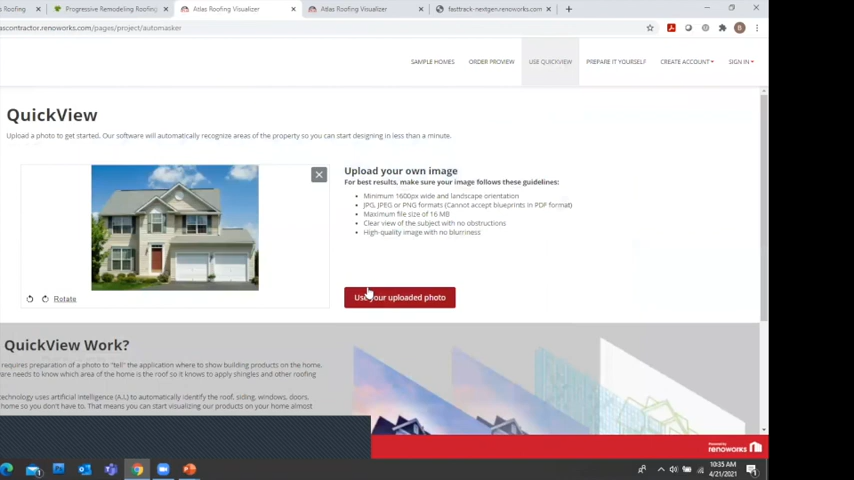 as Roofing
Progressive Remodeling Roofing
Atlas Roofing Visualizer
Atlas Roofing Visualizer
fasttrack-nextgen.renoworks.com/
ascontractor.renoworks.com/pages/project/automasker
SAMPLE HOMES
ORDER PROVIEW
USE QUICKVIEW
PREPARE IT YOURSELF
CREATE ACCOUNT
SIGN IN
QuickView
Upload a photo to get started. Our software will automatically recognize areas of the property so you can start designing in less than a minute.
Upload your own image
For best results, make sure your image follows these guidelines:
• Minimum 1600px wide and landscape orientation
• JPG, JPEG or PNG formats (Cannot accept blueprints in PDF format)
• Maximum file size of 16 MB
• Clear view of the subject with no obstructions
• High-quality image with no blurriness
Rotate
Use your uploaded photo
QuickView Work?
requires preparation of a photo to "tell" the application where to show building products on the home.
are needs to know which area of the home is the roof so it knows to apply shingles and other roofing
technology uses artificial Intelligence (A.I.) to automatically identify the roof, siding, windows, doors,
home so you don't have to. That means you can start visualizing our products on your home almost
Powered by
renoworks
10:35 AM
4/21/2021